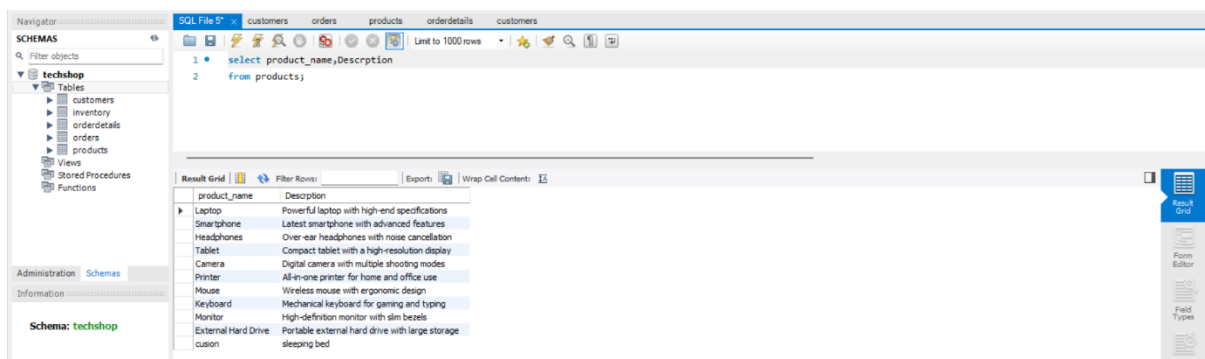 Navigator
SCHEMAS
Filter objects
techshop
Tables
customers
inventory
orderdetails
orders
products
Views
Stored Procedures
Functions
Administration Schemas
Information
Schema: techshop
SQL File 5* × customers orders products orderdetails customers
Limit to 1000 rows
1 select product_name,Descrption
2 from products;
Result Grid Filter Rows: Export: Wrap Cell Content:
product_name Descrption
Laptop Powerful laptop with high-end specifications
Smartphone Latest smartphone with advanced features
Headphones Over-ear headphones with noise cancellation
Tablet Compact tablet with a high-resolution display
Camera Digital camera with multiple shooting modes
Printer All-in-one printer for home and office use
Mouse Wireless mouse with ergonomic design
Keyboard Mechanical keyboard for gaming and typing
Monitor High-definition monitor with slim bezels
External Hard Drive Portable external hard drive with large storage
cusion sleeping bed
Result
Grid
Form
Editor
Field
Types